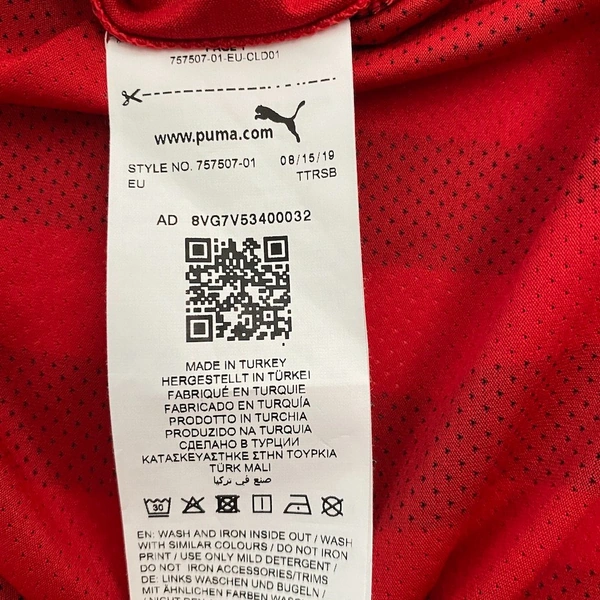 PAGE 1
757507-01-EU-CLD01
www.puma.com
STYLE NO. 757507-01 08/15/19
EU TTRSB
AD 8VG7V53400032
MADE IN TURKEY
HERGESTELLT IN TÜRKEI
FABRIQUÉ EN TURQUIE
FABRICADO EN TURQUÍA
PRODOTTO IN TURCHIA
PRODUZIDO NA TURQUIA
СДЕЛАНО В ТУРЦИИ
ΚΑΤΑΣΚΕΥΑΣΤΗΚΕ ΣΤΗΝ ΤΟΥΡΚΙΑ
TÜRK MALI
صنع في تركيا
30
EN: WASH AND IRON INSIDE OUT / WASH
WITH SIMILAR COLOURS / DO NOT IRON
PRINT / USE ONLY MILD DETERGENT /
DO NOT IRON ACCESSORIES/TRIMS
DE: LINKS WASCHEN UND BÜGELN /
MIT ÄHNLICHEN FARBEN WASCHEN